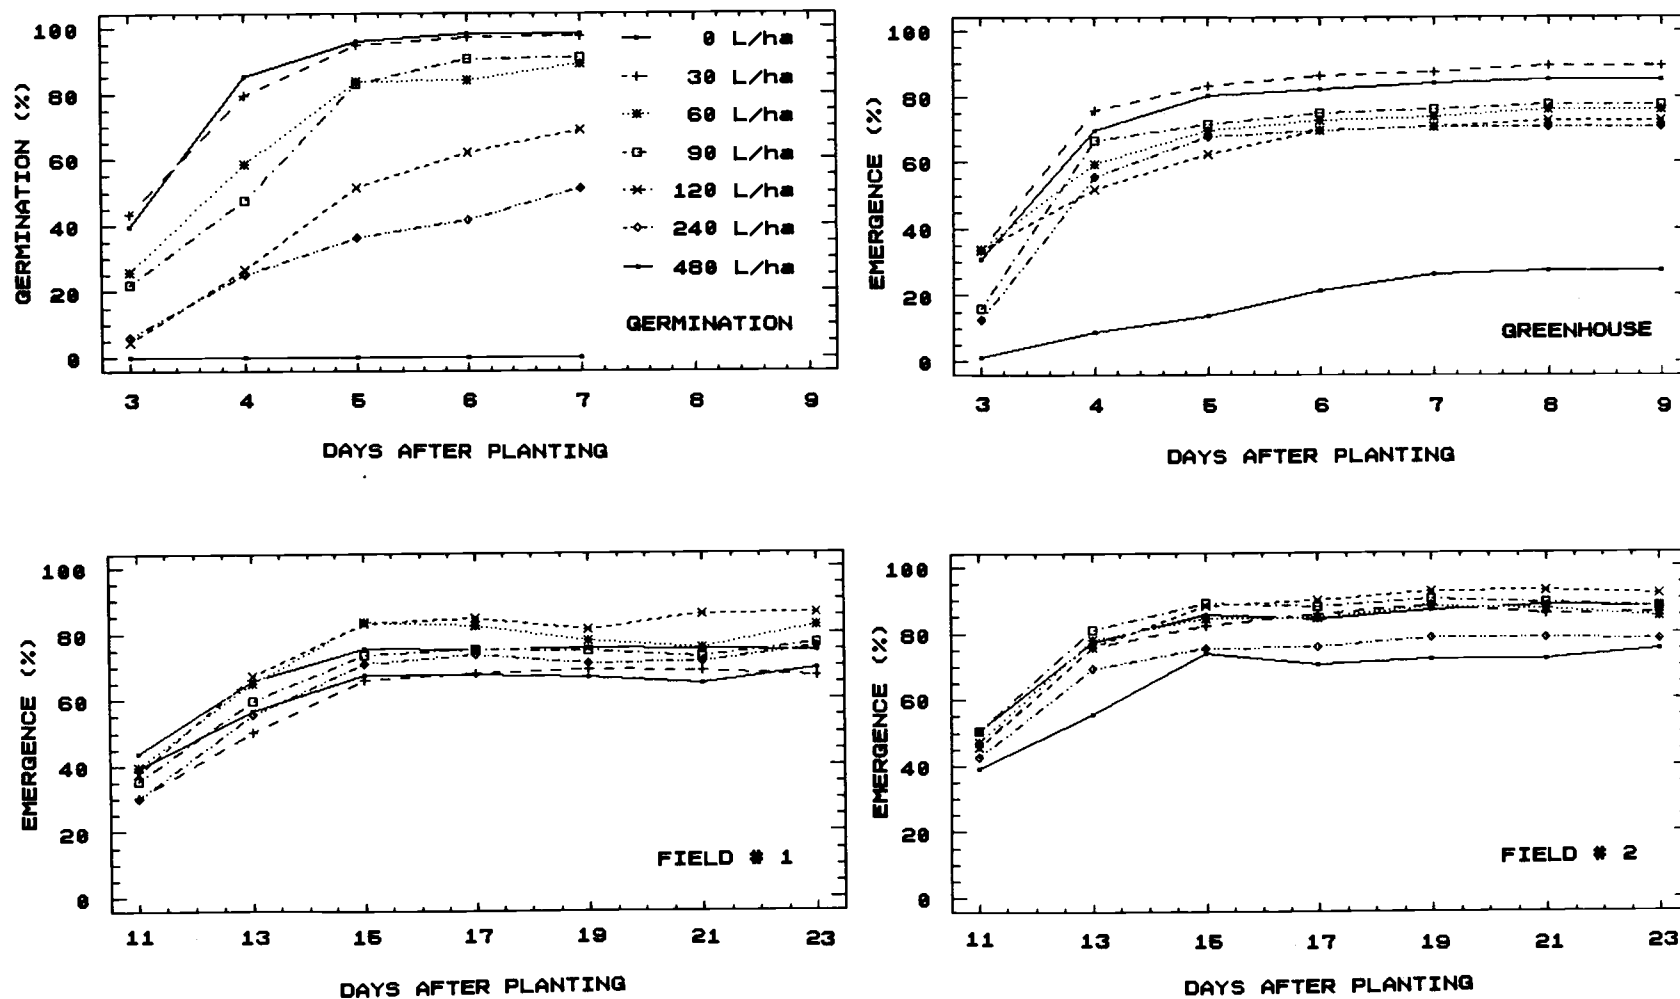 100
80
60
40
20
0
GERMINATION (%)
0 L/ha
30 L/ha
60 L/ha
90 L/ha
120 L/ha
240 L/ha
480 L/ha
GERMINATION
3 4 5 6 7 8 9
DAYS AFTER PLANTING
100
80
60
40
20
0
EMERGENCE (%)
GREENHOUSE
3 4 5 6 7 8 9
DAYS AFTER PLANTING
100
80
60
40
20
0
EMERGENCE (%)
FIELD # 1
11 13 15 17 19 21 23
DAYS AFTER PLANTING
100
80
60
40
20
0
EMERGENCE (%)
FIELD # 2
11 13 15 17 19 21 23
DAYS AFTER PLANTING